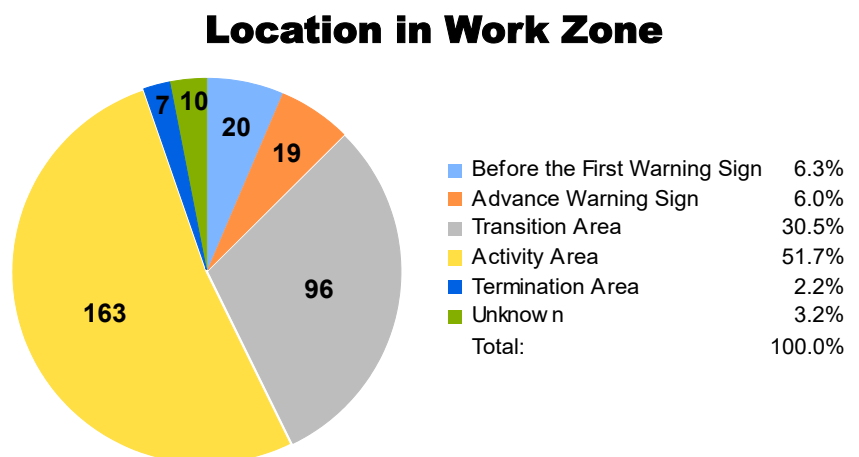 Location in Work Zone
7
10
20
19
96
163
Before the First Warning Sign 6.3%
Advance Warning Sign 6.0%
Transition Area 30.5%
Activity Area 51.7%
Termination Area 2.2%
Unknown 3.2%
Total: 100.0%